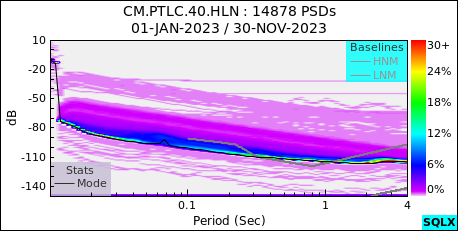 CM.PTLC.40.HLN : 14878 PSDs
01-JAN-2023 / 30-NOV-2023
10
-20
-50
-80
-110
-140
dB
Baselines
HNM
LNM
Stats
Mode
0.1
1
4
Period (Sec)
30+
24%
18%
12%
6%
0%
SQLX